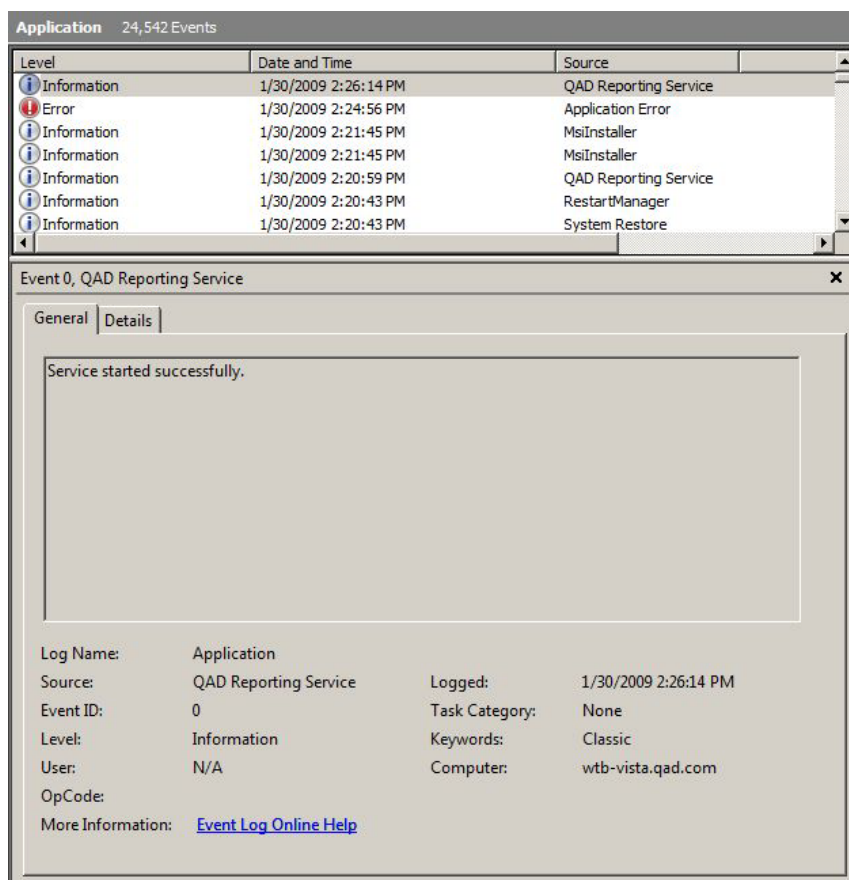 Application 24,542 Events
Level Date and Time Source
Information 1/30/2009 2:26:14 PM QAD Reporting Service
Error 1/30/2009 2:24:56 PM Application Error
Information 1/30/2009 2:21:45 PM MsiInstaller
Information 1/30/2009 2:21:45 PM MsiInstaller
Information 1/30/2009 2:20:59 PM QAD Reporting Service
Information 1/30/2009 2:20:43 PM RestartManager
Information 1/30/2009 2:20:43 PM System Restore
Event 0, QAD Reporting Service
General Details
Service started successfully.
Log Name: Application
Source: QAD Reporting Service Logged: 1/30/2009 2:26:14 PM
Event ID: 0 Task Category: None
Level: Information Keywords: Classic
User: N/A Computer: wtb-vista.qad.com
OpCode:
More Information: Event Log Online Help